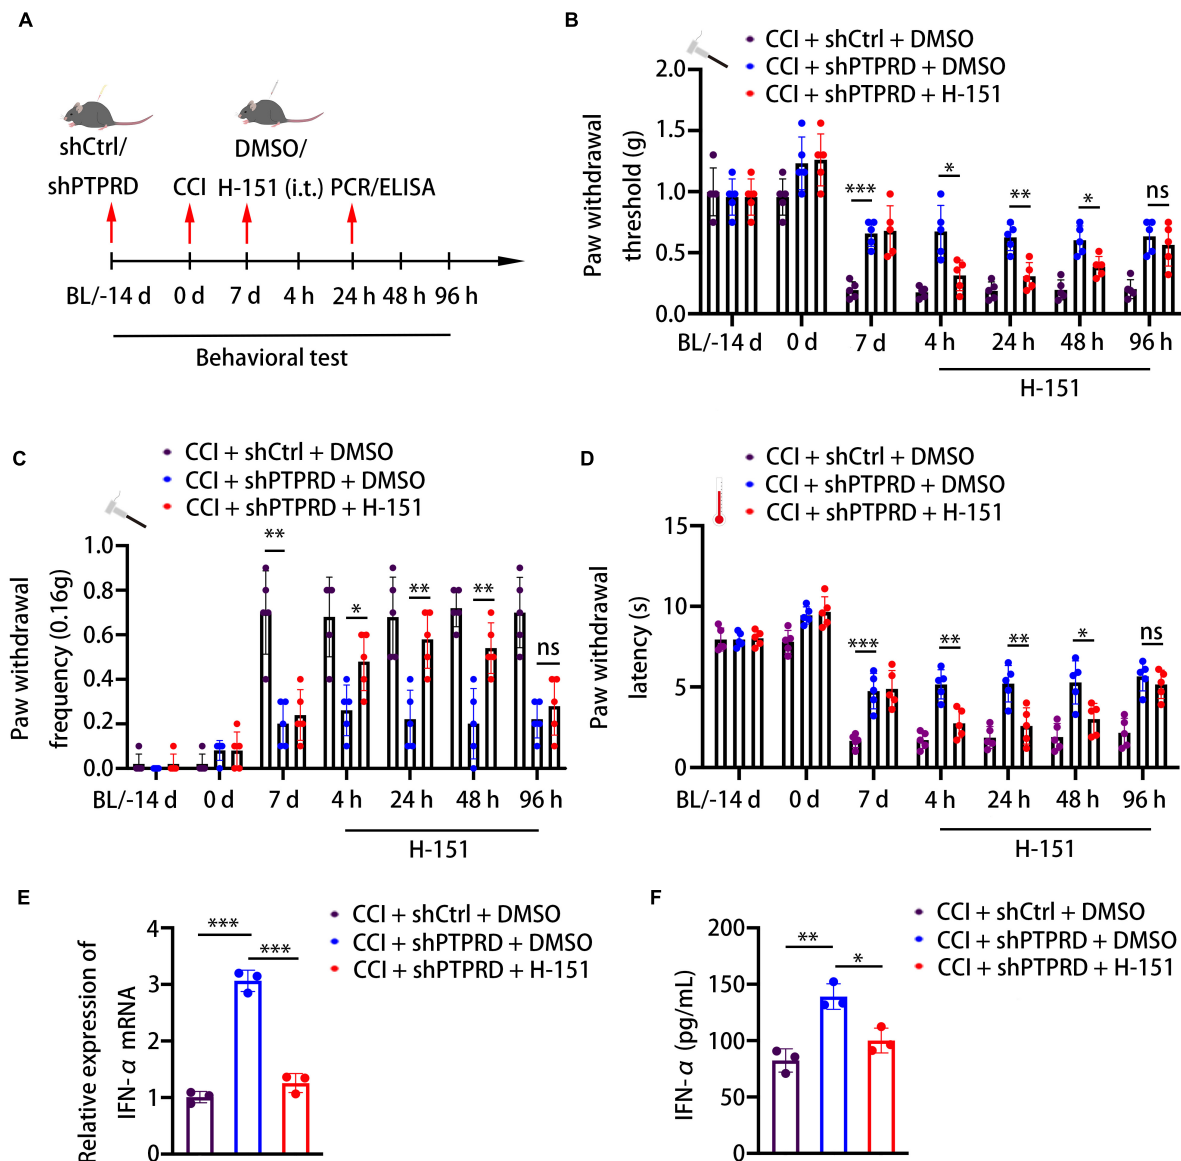 A
shCtrl/
shPTPRD
CCI
DMSO/
H-151 (i.t.)
PCR/ELISA
BL/-14 d
0 d
7 d
4 h
24 h
48 h
96 h
Behavioral test
B
CCI + shCtrl + DMSO
CCI + shPTPRD + DMSO
CCI + shPTPRD + H-151
Paw withdrawal
threshold (g)
2.0
1.5
1.0
0.5
0.0
***
*
**
*
ns
BL/-14 d
0 d
7 d
4 h
24 h
48 h
96 h
H-151
C
CCI + shCtrl + DMSO
CCI + shPTPRD + DMSO
CCI + shPTPRD + H-151
Paw withdrawal
frequency (0.16g)
1.0
0.8
0.6
0.4
0.2
0.0
**
*
**
**
ns
BL/-14 d
0 d
7 d
4 h
24 h
48 h
96 h
H-151
D
CCI + shCtrl + DMSO
CCI + shPTPRD + DMSO
CCI + shPTPRD + H-151
Paw withdrawal
latency (s)
15
10
5
0
***
**
**
*
ns
BL/-14 d
0 d
7 d
4 h
24 h
48 h
96 h
H-151
E
CCI + shCtrl + DMSO
CCI + shPTPRD + DMSO
CCI + shPTPRD + H-151
Relative expression of
IFN-α mRNA
4
3
2
1
0
***
***
F
CCI + shCtrl + DMSO
CCI + shPTPRD + DMSO
CCI + shPTPRD + H-151
IFN-α (pg/mL)
200
150
100
50
0
**
*